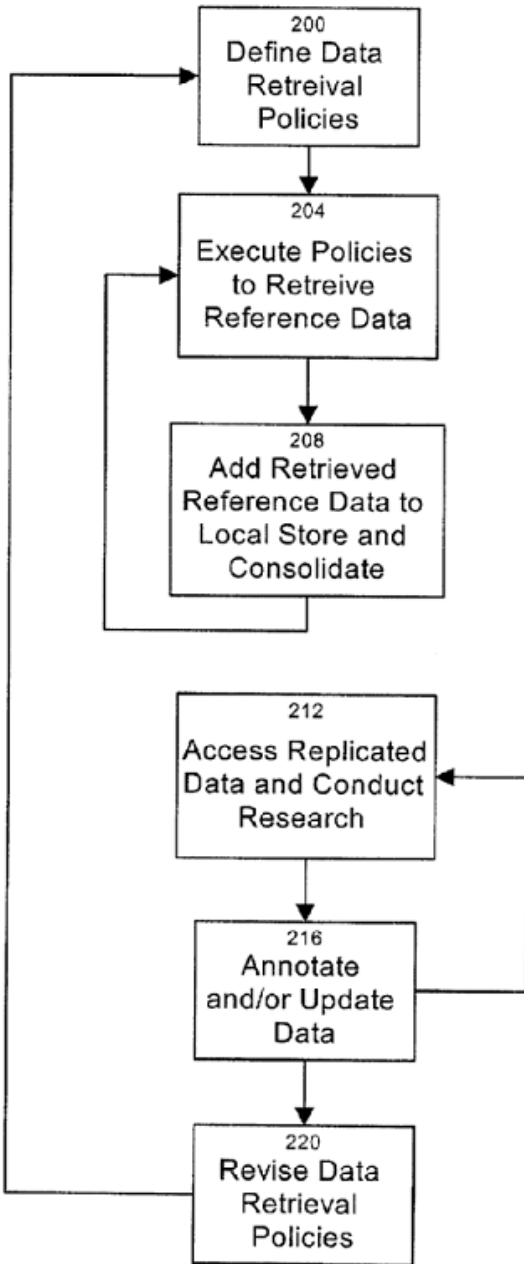 200
Define Data
Retreival
Policies
204
Execute Policies
to Retreive
Reference Data
208
Add Retrieved
Reference Data to
Local Store and
Consolidate
212
Access Replicated
Data and Conduct
Research
216
Annotate
and/or Update
Data
220
Revise Data
Retrieval
Policies